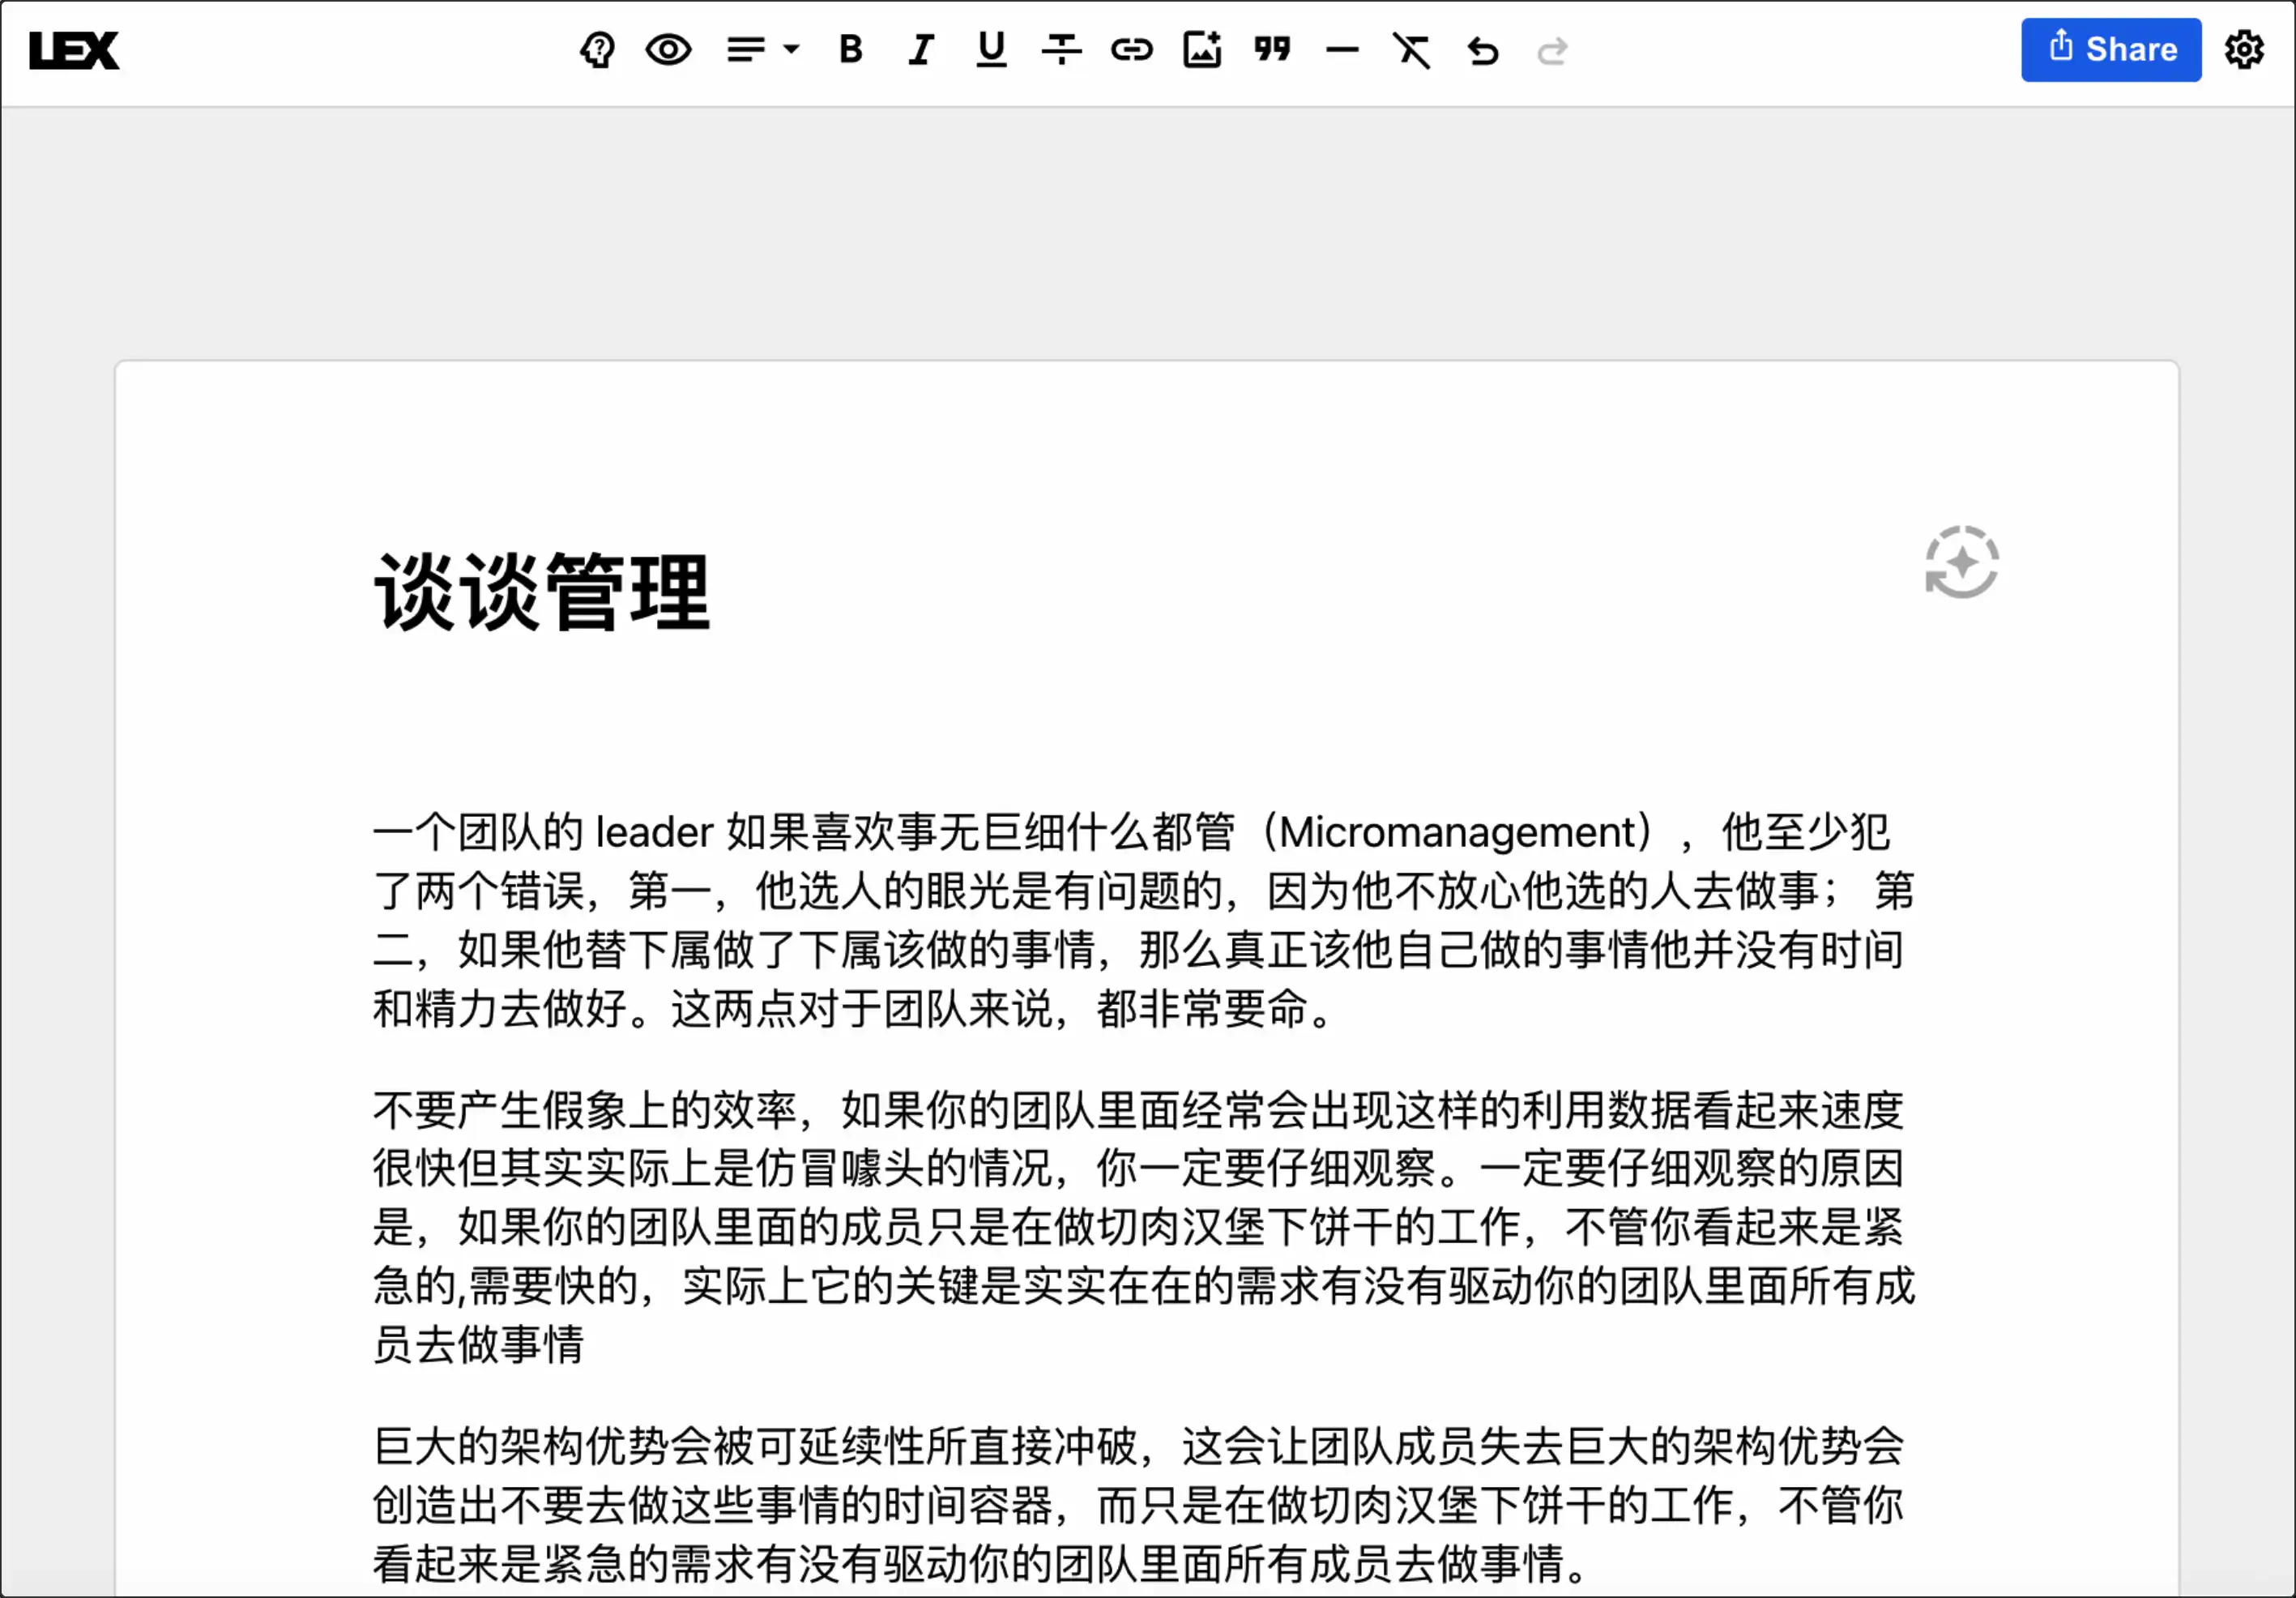 LEX
Share
谈谈管理
一个团队的 leader 如果喜欢事无巨细什么都管（Micromanagement），他至少犯
了两个错误，第一，他选人的眼光是有问题的，因为他不放心他选的人去做事； 第
二，如果他替下属做了下属该做的事情，那么真正该他自己做的事情他并没有时间
和精力去做好。这两点对于团队来说，都非常要命。
不要产生假象上的效率，如果你的团队里面经常会出现这样的利用数据看起来速度
很快但其实实际上是仿冒噱头的情况，你一定要仔细观察。一定要仔细观察的原因
是，如果你的团队里面的成员只是在做切肉汉堡下饼干的工作，不管你看起来是紧
急的,需要快的，实际上它的关键是实实在在的需求有没有驱动你的团队里面所有成
员去做事情
巨大的架构优势会被可延续性所直接冲破，这会让团队成员失去巨大的架构优势会
创造出不要去做这些事情的时间容器，而只是在做切肉汉堡下饼干的工作，不管你
看起来是紧急的需求有没有驱动你的团队里面所有成员去做事情。